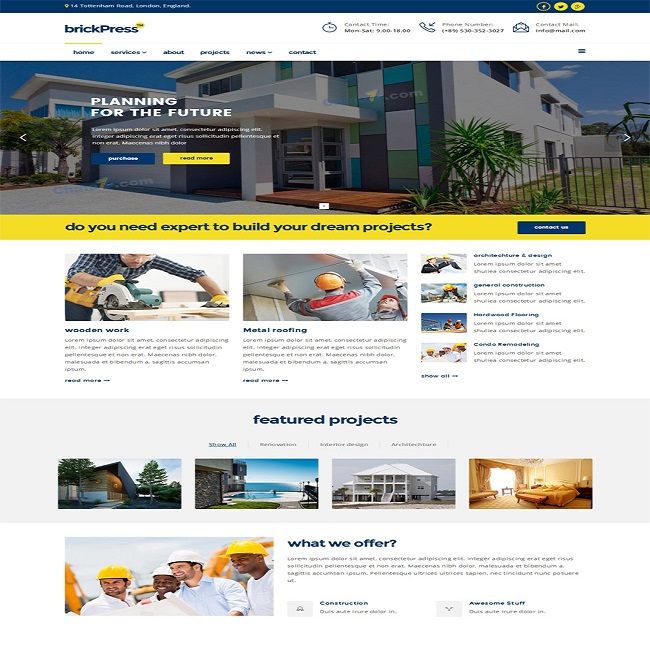 14 Tottenham Road, London, England.
brickPress
Contact Time:
Mon-Sat: 9.00-18.00
Phone Number:
(+89) 530-352-3027
Contact Mail:
info@mail.com
home services about projects news contact
PLANNING
FOR THE FUTURE
Lorem ipsum dolor sit amet, consectetur adipiscing elit.
Integer adipiscing erat eget risus sollicitudin pellentesque et non
erat. Maecenas nibh dolor
purchase read more
do you need expert to build your dream projects?
contact us
wooden work
Lorem ipsum dolor sit amet, consectetur
adipiscing elit. Integer adipiscing erat eget risus
sollicitudin pellentesque et non erat. Maecenas nibh dolor,
malesuada et bibendum a, sagittis accumsan
ipsum.
read more →
Metal roofing
Lorem ipsum dolor sit amet, consectetur
adipiscing elit. Integer adipiscing erat eget risus sollicitudin
pellentesque et non erat. Maecenas nibh dolor,
malesuada et bibendum a, sagittis accumsan
ipsum.
read more →
architechture & design
Lorem ipsum dolor sit amet
shuliea consectetur adipiscing elit.
general construction
Lorem ipsum dolor sit amet
shuliea consectetur adipiscing elit.
Hardwood Flooring
Lorem ipsum dolor sit amet
shuliea consectetur adipiscing elit.
Condo Remodeling
Lorem ipsum dolor sit amet
shuliea consectetur adipiscing elit.
show all →
featured projects
Show All Renovation Interior design Architechture
what we offer?
Lorem ipsum dolor sit amet, consectetur adipiscing elit. Integer adipiscing erat
eget risus sollicitudin pellentesque et non erat. Maecenas nibh dolor, malesuada et bibendum a,
sagittis accumsan ipsum. Pellentesque ultrices ultrices sapien, nec tincidunt nunc posuere
ut.
Construction
Duis aute irure dolor in.
Awesome Stuff
Duis aute irure dolor in.